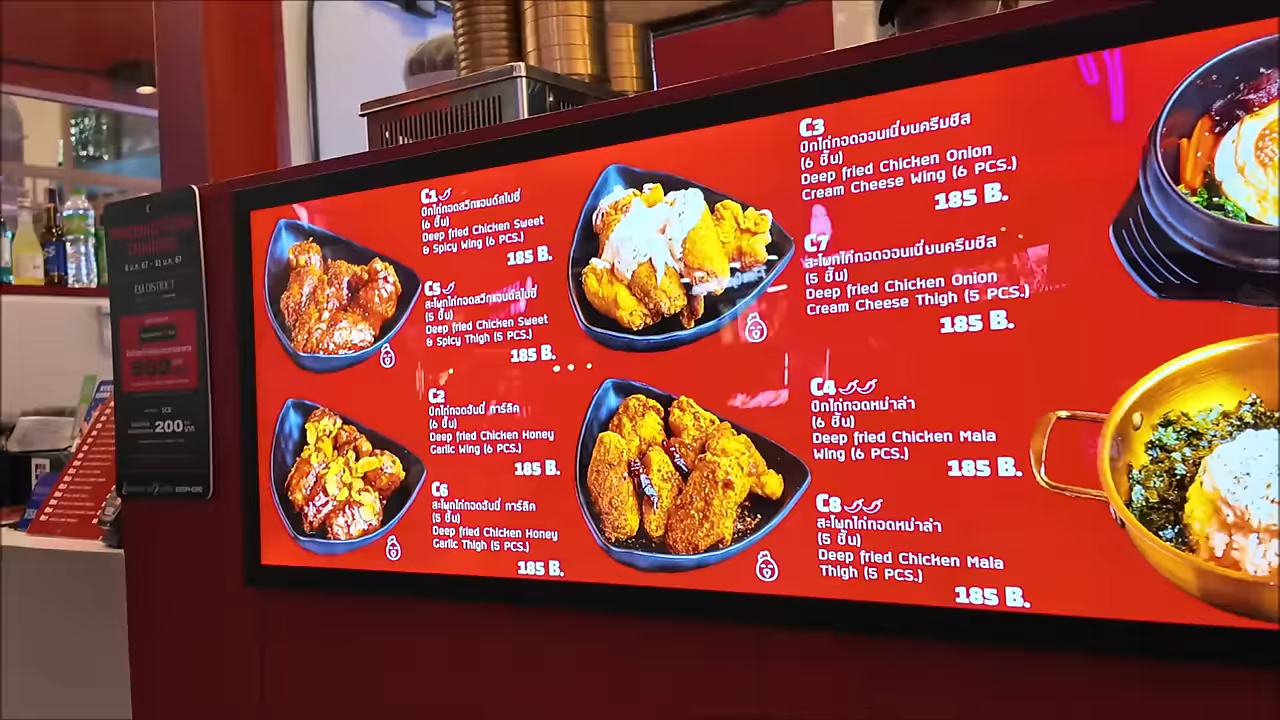 C1
ปีกไก่ทอดสวีทแอนด์สไปซี่
(6 ชิ้น)
Deep fried Chicken Sweet
& Spicy Wing (6 PCS.)
185 B.
C5
สะโพกไก่ทอดสวีทแอนด์สไปซี่
(5 ชิ้น)
Deep fried Chicken Sweet
& Spicy Thigh (5 PCS.)
185 B.
C2
ปีกไก่ทอดฮันนี่ การ์ลิค
(6 ชิ้น)
Deep fried Chicken Honey
Garlic Wing (6 PCS.)
185 B.
C6
สะโพกไก่ทอดฮันนี่ การ์ลิค
(5 ชิ้น)
Deep fried Chicken Honey
Garlic Thigh (5 PCS.)
185 B.
C3
ปีกไก่ทอดออนเนี่ยนครีมชีส
(6 ชิ้น)
Deep fried Chicken Onion
Cream Cheese Wing (6 PCS.)
185 B.
C7
สะโพกไก่ทอดออนเนี่ยนครีมชีส
(5 ชิ้น)
Deep fried Chicken Onion
Cream Cheese Thigh (5 PCS.)
185 B.
C4
ปีกไก่ทอดหม่าล่า
(6 ชิ้น)
Deep fried Chicken Mala
Wing (6 PCS.)
185 B.
C8
สะโพกไก่ทอดหม่าล่า
(5 ชิ้น)
Deep fried Chicken Mala
Thigh (5 PCS.)
185 B.
EM DISTRICT
300
200
VISA